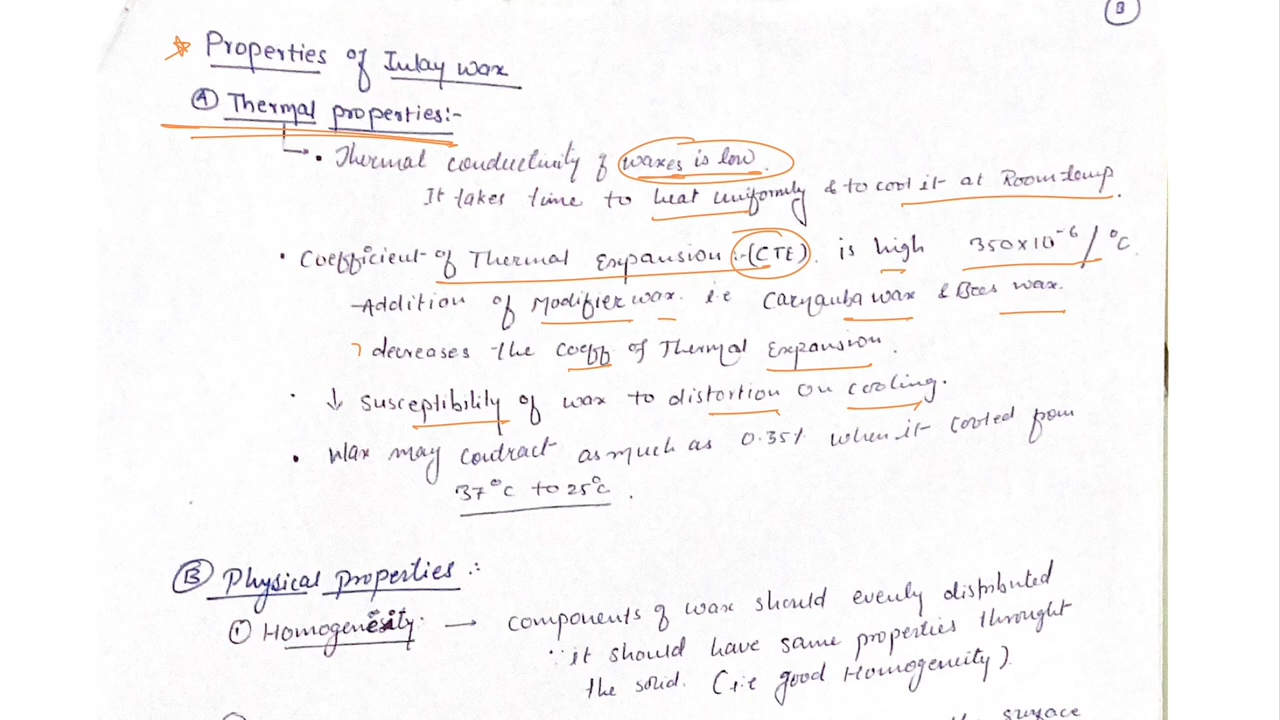 3
Properties of Inlay wax
A Thermal properties:-
• Thermal conductivity of waxes is low.
It takes time to heat uniformly & to cool it at Room temp.
• Coefficient of Thermal Expansion :- (CTE). is high 350x10⁻⁶/°C.
- Addition of Modifier wax. i.e Carnauba wax & Bees wax.
decreases the Coeff of Thermal Expansion.
• ↓ susceptibility of wax to distortion on cooling.
• Wax may contract as much as 0.35% when it cooled from
37°C to 25°C.
B Physical properties :-
① Homogenesity. → components of wax should evenly distributed
∵ it should have same properties throught
the solid. (i.e good Homogeneity).
surface